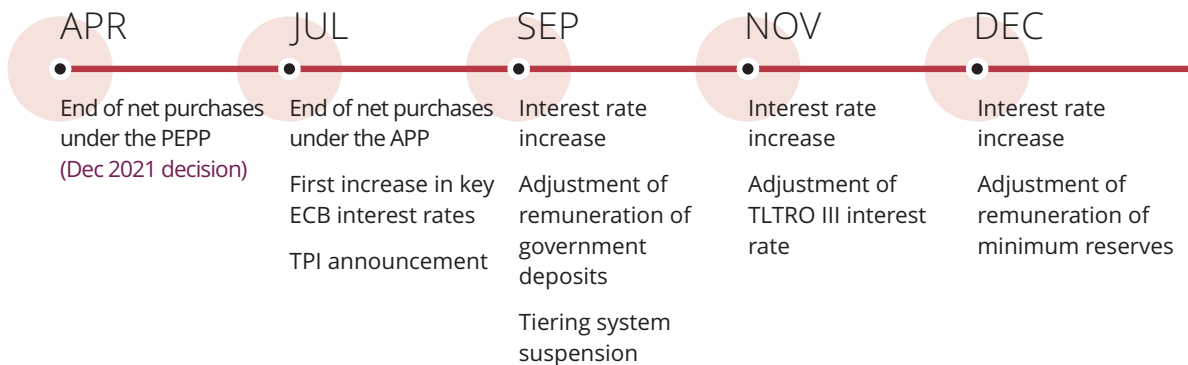 APR
End of net purchases
under the PEPP
(Dec 2021 decision)
JUL
End of net purchases
under the APP
First increase in key
ECB interest rates
TPI announcement
SEP
Interest rate
increase
Adjustment of
remuneration of
government
deposits
Tiering system
suspension
NOV
Interest rate
increase
Adjustment of
TLTRO III interest
rate
DEC
Interest rate
increase
Adjustment of
remuneration of
minimum reserves